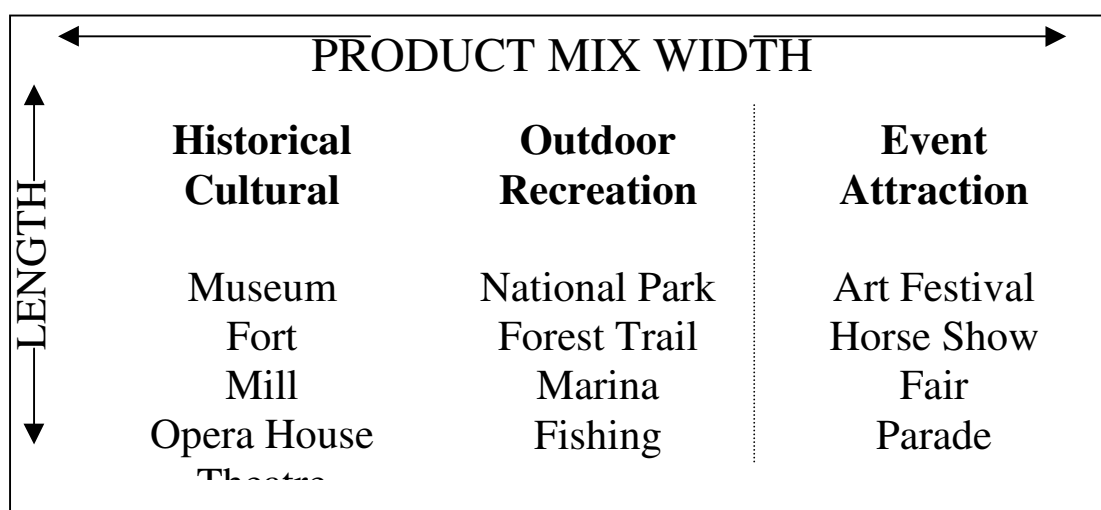 PRODUCT MIX WIDTH
LENGTH
Historical
Cultural
Museum
Fort
Mill
Opera House
Theatre
Outdoor
Recreation
National Park
Forest Trail
Marina
Fishing
Event
Attraction
Art Festival
Horse Show
Fair
Parade